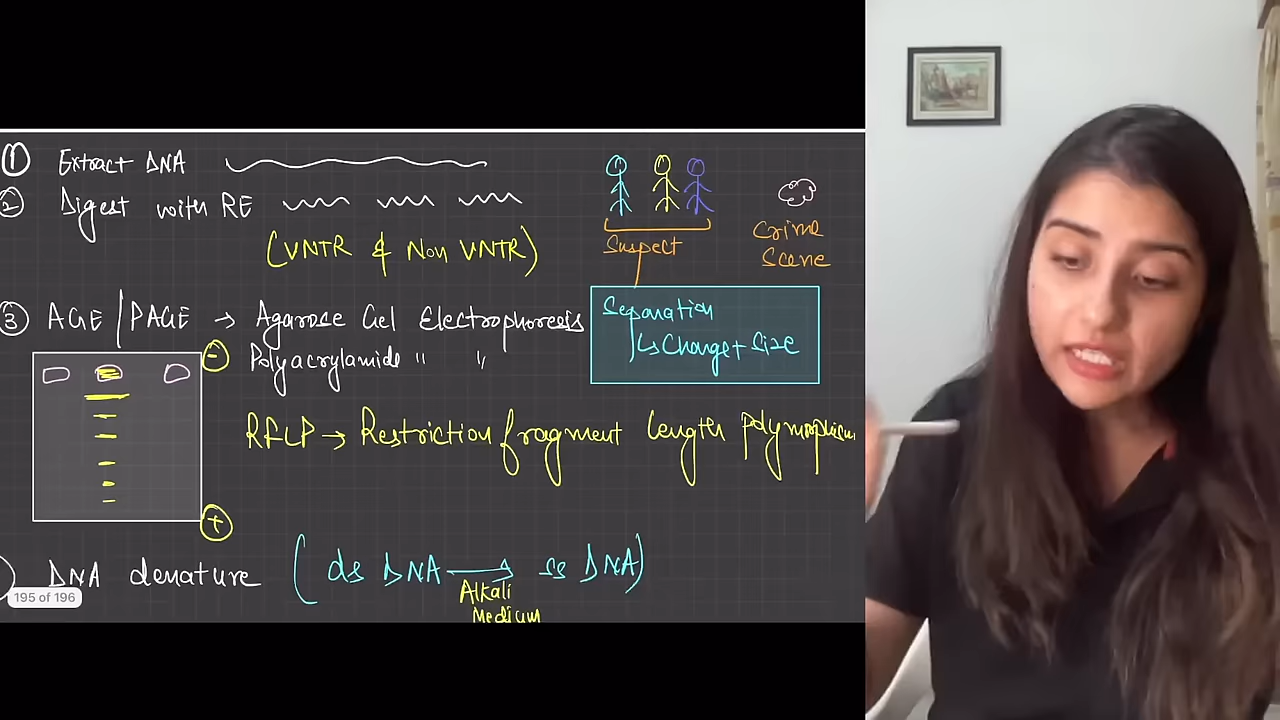 ① Extract DNA
② Digest with RE
(VNTR & Non VNTR)
Suspect
Crime
Scene
③ AGE/PAGE → Agarose Gel Electrophoresis
Polyacrylamide " "
Separation
↳ Charge + Size
−
+
RFLP → Restriction fragment length polymorphism
DNA denature (ds DNA → ss DNA)
Alkali
Medium
195 of 196